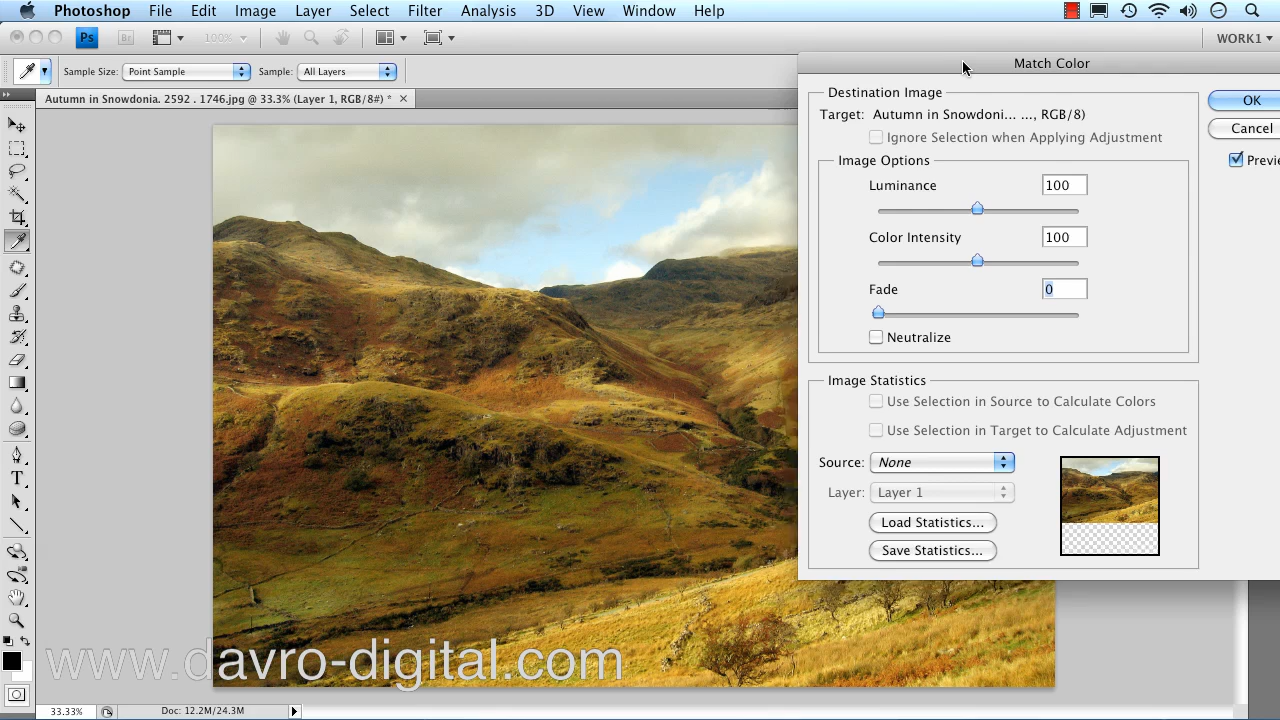 Photoshop File Edit Image Layer Select Filter Analysis 3D View Window Help
Ps Br 100% WORK1
Sample Size: Point Sample Sample: All Layers
Autumn in Snowdonia. 2592 . 1746.jpg @ 33.3% (Layer 1, RGB/8#) *
Match Color
Destination Image
Target: Autumn in Snowdoni... ..., RGB/8)
Ignore Selection when Applying Adjustment
Image Options
Luminance 100
Color Intensity 100
Fade 0
Neutralize
OK
Cancel
Previe
Image Statistics
Use Selection in Source to Calculate Colors
Use Selection in Target to Calculate Adjustment
Source: None
Layer: Layer 1
Load Statistics...
Save Statistics...
www.davro-digital.com
33.33% Doc: 12.2M/24.3M